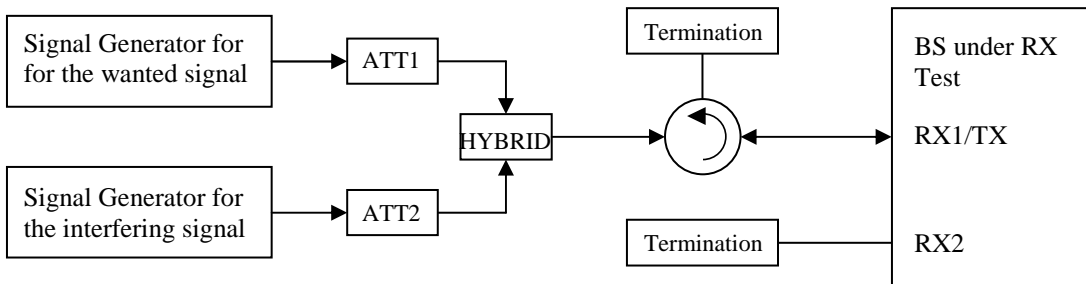 Signal Generator for
for the wanted signal
ATT1
Termination
BS under RX
Test
HYBRID
RX1/TX
Signal Generator for
the interfering signal
ATT2
Termination
RX2